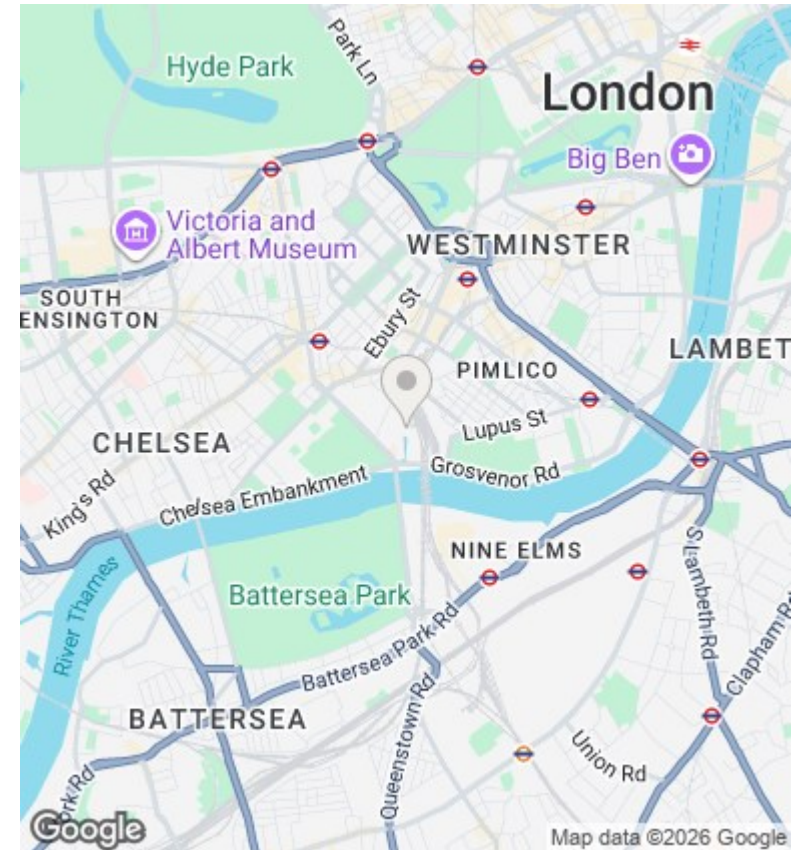 Park Ln
Hyde Park
London
Big Ben
Victoria and
Albert Museum
WESTMINSTER
SOUTH
ENSINGTON
Ebury St
LAMBET
PIMLICO
Lupus St
CHELSEA
Grosvenor Rd
Chelsea Embankment
King's Rd
NINE ELMS
S Lambeth Rd
River Thames
Battersea Park
Clapham Rd
Battersea Park Rd
BATTERSEA
Queenstown Rd
Union Rd
ork Rd
Google
Map data ©2026 Google